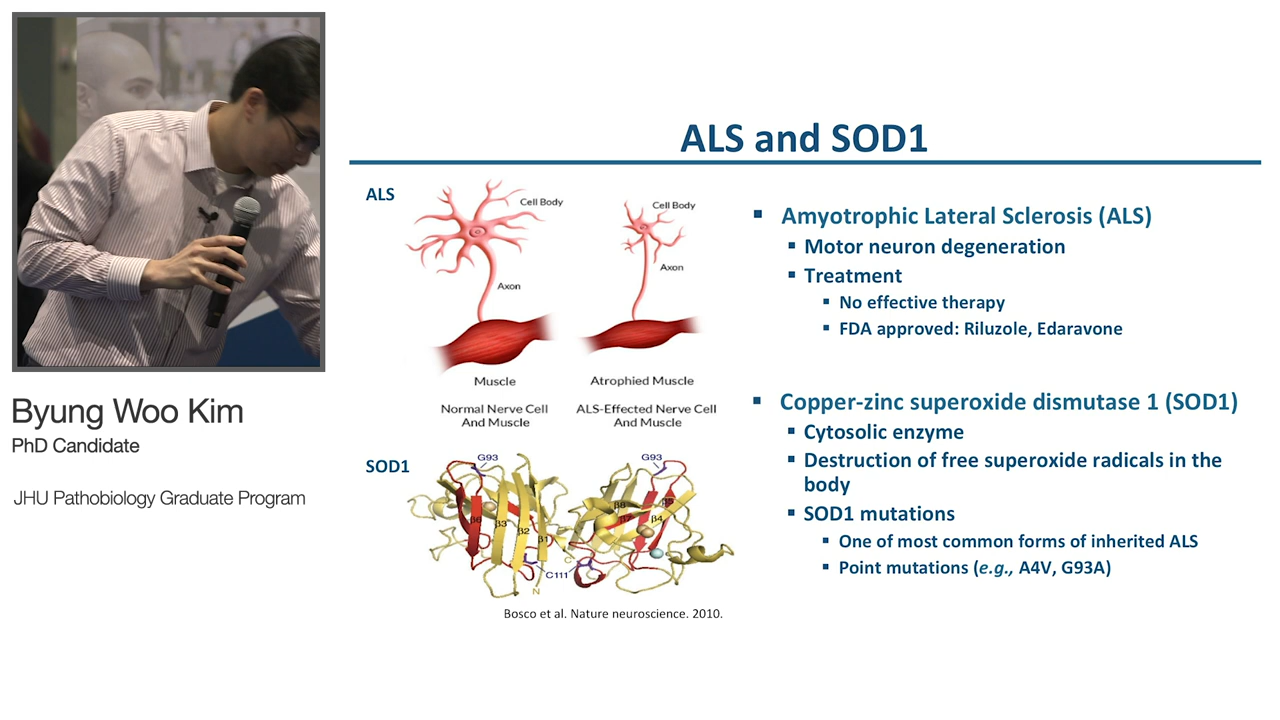 ALS and SOD1
ALS
Cell Body
Cell Body
Axon
Axon
Muscle
Atrophied Muscle
Normal Nerve Cell
And Muscle
ALS-Effected Nerve Cell
And Muscle
SOD1
G93
G93
β6
β3
β2
β1
β8
β7
β4
β5
C
C111
N
Bosco et al. Nature neuroscience. 2010.
▪ Amyotrophic Lateral Sclerosis (ALS)
▪ Motor neuron degeneration
▪ Treatment
▪ No effective therapy
▪ FDA approved: Riluzole, Edaravone
▪ Copper-zinc superoxide dismutase 1 (SOD1)
▪ Cytosolic enzyme
▪ Destruction of free superoxide radicals in the
body
▪ SOD1 mutations
▪ One of most common forms of inherited ALS
▪ Point mutations (e.g., A4V, G93A)
Byung Woo Kim
PhD Candidate
JHU Pathobiology Graduate Program